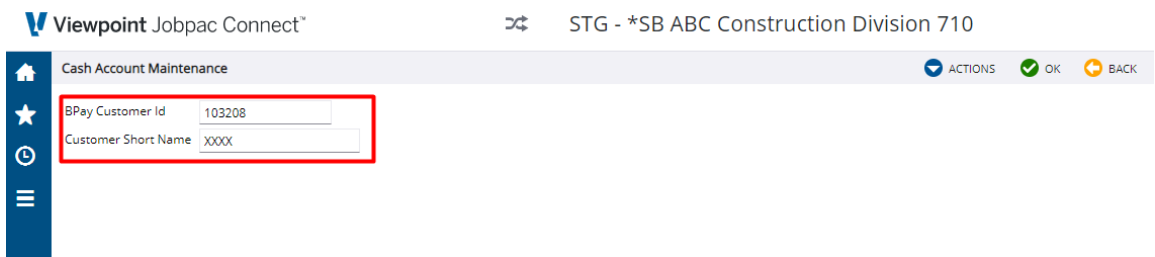 Viewpoint Jobpac Connect™ STG - *SB ABC Construction Division 710
Cash Account Maintenance ACTIONS OK BACK
BPay Customer Id 103208
Customer Short Name XXXX